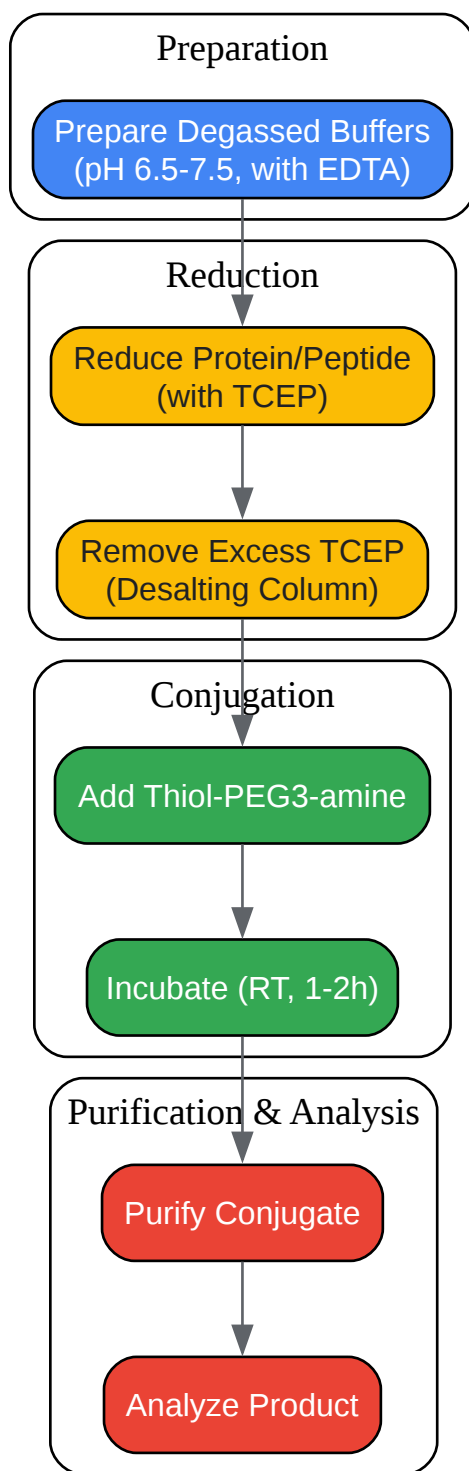 Preparation
Prepare Degassed Buffers
(pH 6.5-7.5, with EDTA)
Reduction
Reduce Protein/Peptide
(with TCEP)
Remove Excess TCEP
(Desalting Column)
Conjugation
Add Thiol-PEG3-amine
Incubate (RT, 1-2h)
Purification & Analysis
Purify Conjugate
Analyze Product